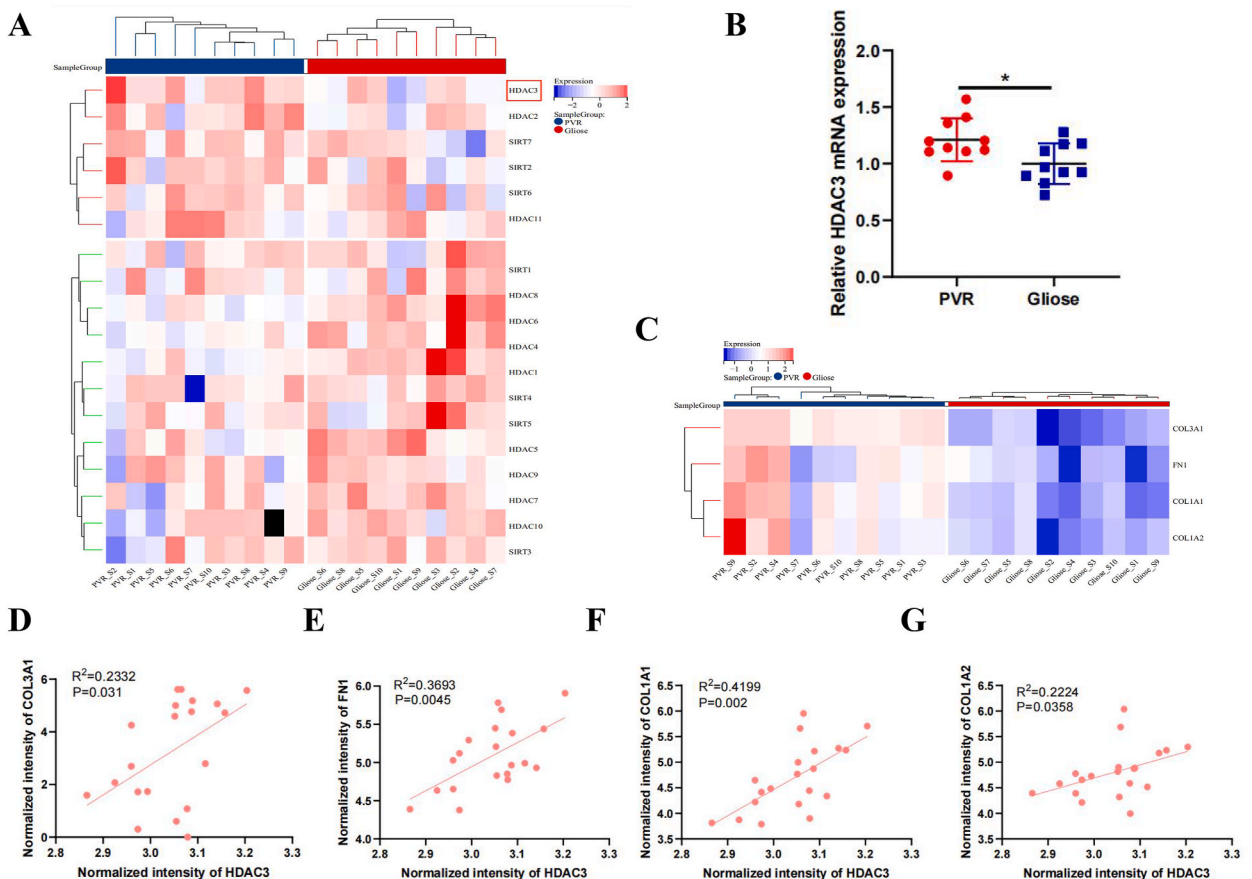 A
SampleGroup
HDAC3
HDAC2
SIRT7
SIRT2
SIRT6
HDAC11
SIRT1
HDAC8
HDAC6
HDAC4
HDAC1
SIRT4
SIRT5
HDAC5
HDAC9
HDAC7
HDAC10
SIRT3
PVR_S2 PVR_S1 PVR_S5 PVR_S6 PVR_S7 PVR_S10 PVR_S3 PVR_S8 PVR_S4 PVR_S9 Gliose_S6 Gliose_S8 Gliose_S5 Gliose_S10 Gliose_S1 Gliose_S9 Gliose_S3 Gliose_S2 Gliose_S4 Gliose_S7
Expression
−2 0 2
SampleGroup:
PVR
Gliose
B
Relative HDAC3 mRNA expression
2.0
1.5
1.0
0.5
0.0
*
PVR Gliose
C
Expression
−1 0 1 2
SampleGroup: PVR Gliose
SampleGroup
COL3A1
FN1
COL1A1
COL1A2
PVR_S9 PVR_S2 PVR_S4 PVR_S7 PVR_S6 PVR_S10 PVR_S8 PVR_S5 PVR_S1 PVR_S3 Gliose_S6 Gliose_S7 Gliose_S5 Gliose_S8 Gliose_S2 Gliose_S4 Gliose_S3 Gliose_S10 Gliose_S1 Gliose_S9
D
Normalized intensity of COL3A1
R²=0.2332
P=0.031
6
4
2
0
2.8 2.9 3.0 3.1 3.2 3.3
Normalized intensity of HDAC3
E
Normalized intensity of FN1
R²=0.3693
P=0.0045
6.0
5.5
5.0
4.5
4.0
2.8 2.9 3.0 3.1 3.2 3.3
Normalized intensity of HDAC3
F
Normalized intensity of COL1A1
R²=0.4199
P=0.002
6.5
6.0
5.5
5.0
4.5
4.0
3.5
2.8 2.9 3.0 3.1 3.2 3.3
Normalized intensity of HDAC3
G
Normalized intensity of COL1A2
R²=0.2224
P=0.0358
6.5
6.0
5.5
5.0
4.5
4.0
3.5
2.8 2.9 3.0 3.1 3.2 3.3
Normalized intensity of HDAC3